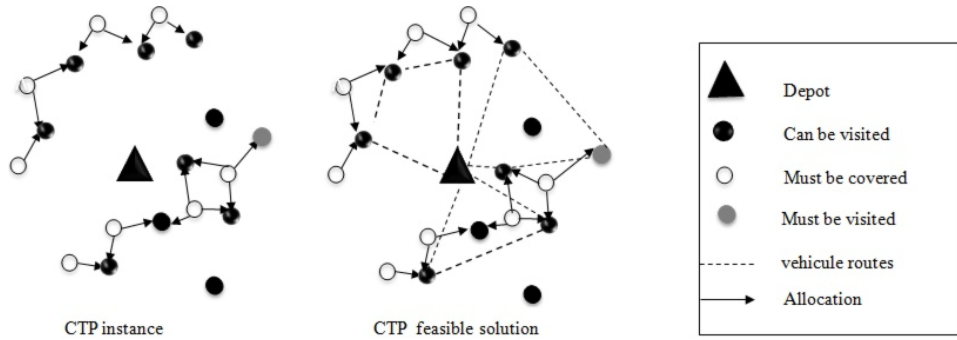 Depot
Can be visited
Must be covered
Must be visited
vehicule routes
Allocation
CTP instance
CTP feasible solution